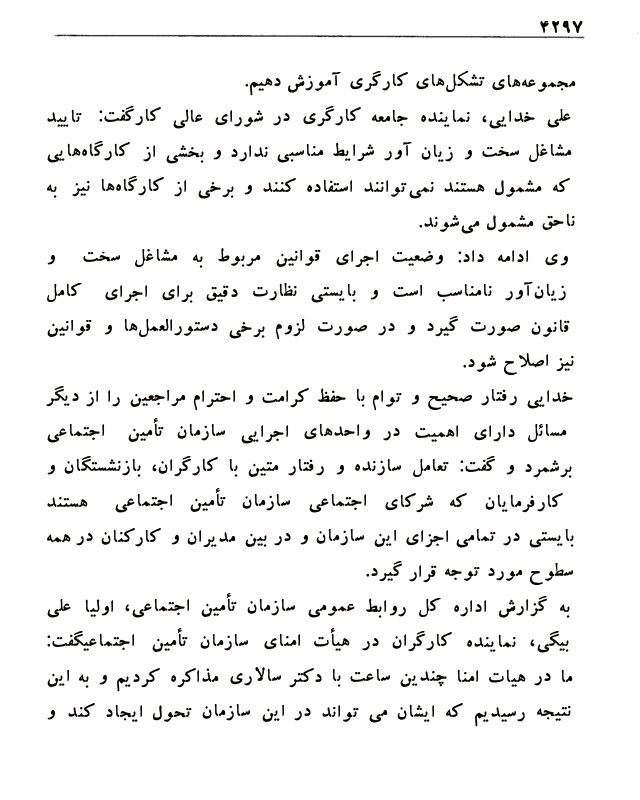 ۴۲۹۷
مجموعه‌های تشکل‌های کارگری آموزش دهیم.
علی خدایی، نماینده جامعه کارگری در شورای عالی کارگفت: تایید
مشاغل سخت و زیان آور شرایط مناسبی ندارد و بخشی از کارگاه‌هایی
که مشمول هستند نمی‌توانند استفاده کنند و برخی از کارگاه‌ها نیز به
ناحق مشمول می‌شوند.
وی ادامه داد: وضعیت اجرای قوانین مربوط به مشاغل سخت و
زیان‌آور نامناسب است و بایستی نظارت دقیق برای اجرای کامل
قانون صورت گیرد و در صورت لزوم برخی دستورالعمل‌ها و قوانین
نیز اصلاح شود.
خدایی رفتار صحیح و توام با حفظ کرامت و احترام مراجعین را از دیگر
مسائل دارای اهمیت در واحدهای اجرایی سازمان تأمین اجتماعی
برشمرد و گفت: تعامل سازنده و رفتار متین با کارگران، بازنشستگان و
کارفرمایان که شرکای اجتماعی سازمان تأمین اجتماعی هستند
بایستی در تمامی اجزای این سازمان و در بین مدیران و کارکنان در همه
سطوح مورد توجه قرار گیرد.
به گزارش اداره کل روابط عمومی سازمان تأمین اجتماعی، اولیا علی
بیگی، نماینده کارگران در هیأت امنای سازمان تأمین اجتماعیگفت:
ما در هیات امنا چندین ساعت با دکتر سالاری مذاکره کردیم و به این
نتیجه رسیدیم که ایشان می تواند در این سازمان تحول ایجاد کند و